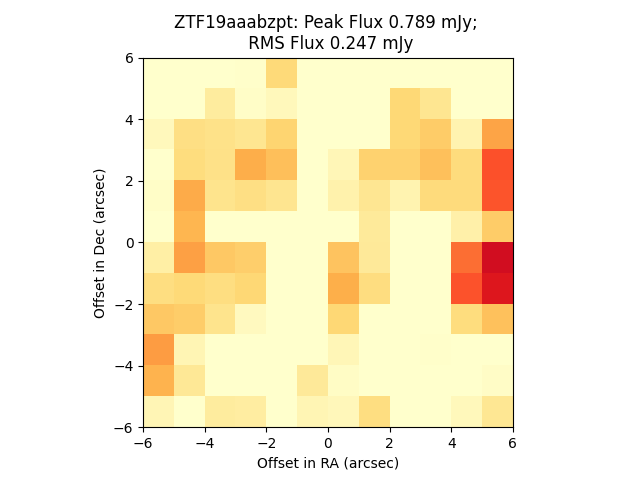 ZTF19aaabzpt: Peak Flux 0.789 mJy;
RMS Flux 0.247 mJy
6
4
2
0
−2
−4
−6
Offset in Dec (arcsec)
−6 −4 −2 0 2 4 6
Offset in RA (arcsec)